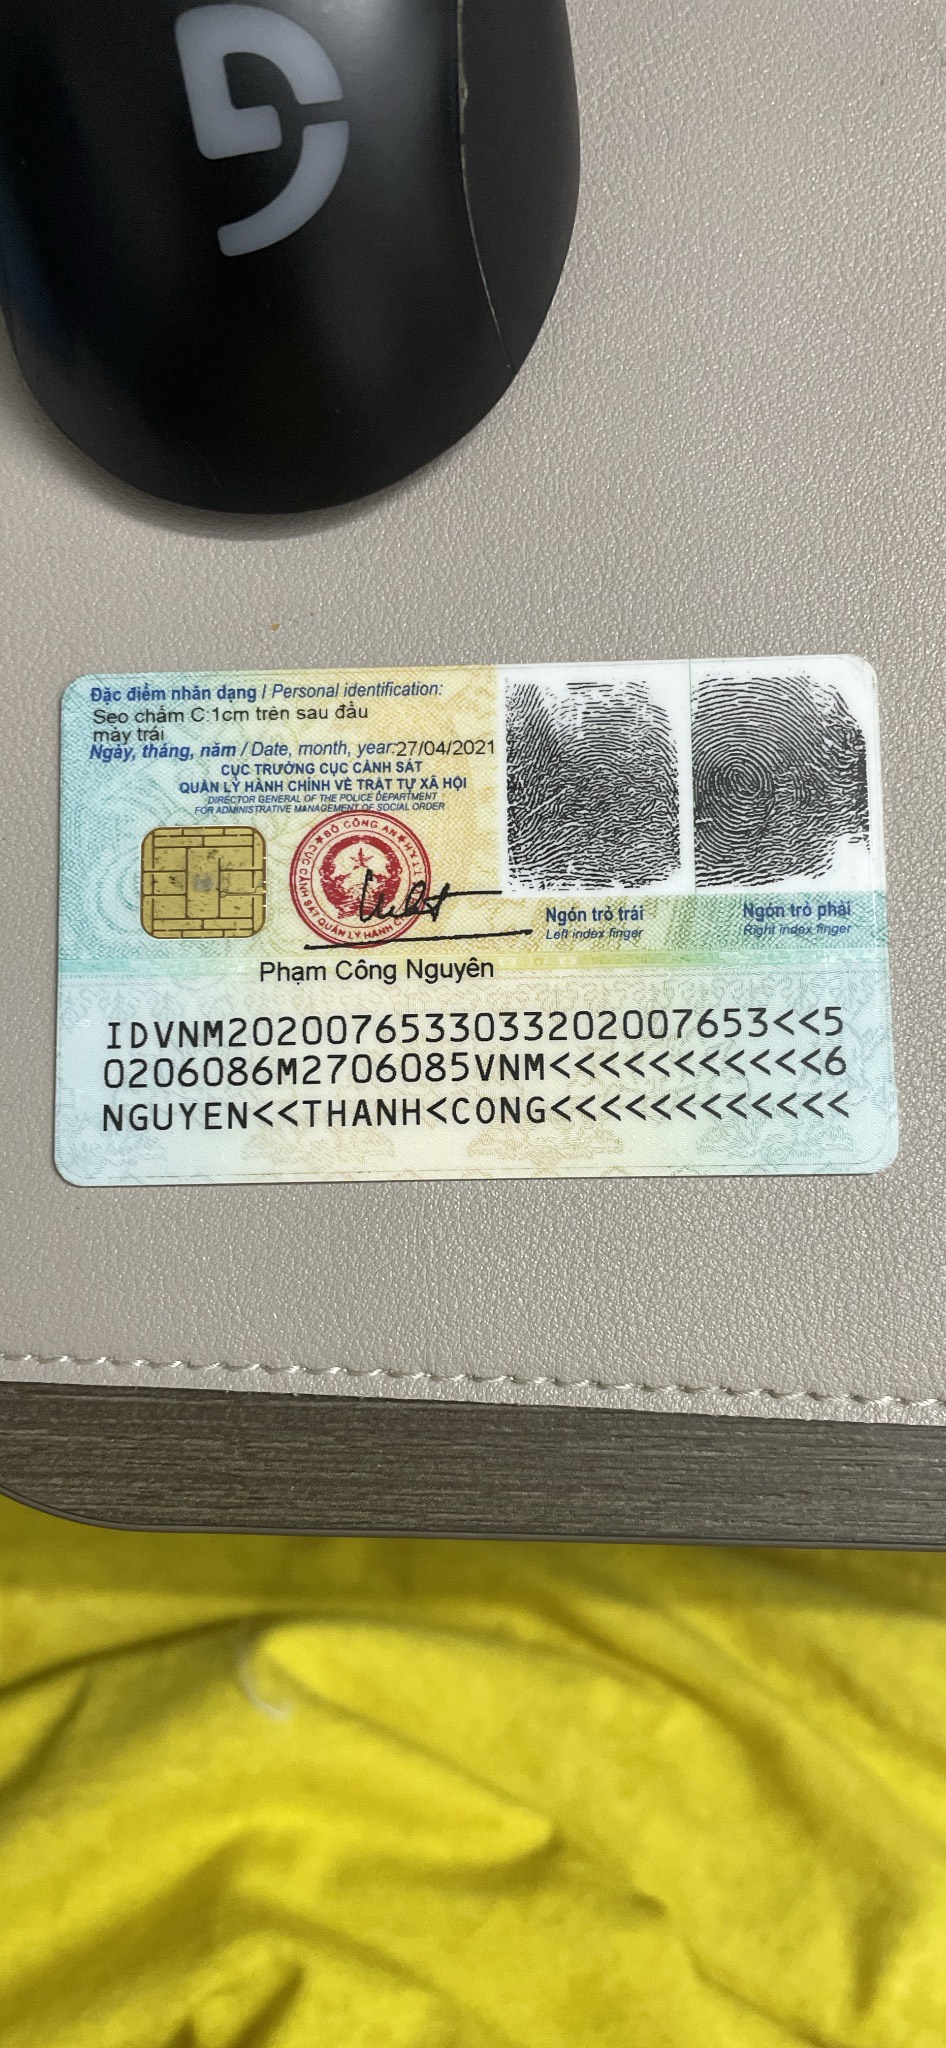 Đặc điểm nhân dạng / Personal identification:
Sẹo chấm C:1cm trên sau đầu
mày trái
Ngày, tháng, năm / Date, month, year:27/04/2021
CỤC TRƯỞNG CỤC CẢNH SÁT
QUẢN LÝ HÀNH CHÍNH VỀ TRẬT TỰ XÃ HỘI
DIRECTOR GENERAL OF THE POLICE DEPARTMENT
FOR ADMINISTRATIVE MANAGEMENT OF SOCIAL ORDER
BỘ CÔNG AN
CỤC CẢNH SÁT QUẢN LÝ HÀNH
Ngón trỏ trái
Left index finger
Ngón trỏ phải
Right index finger
Phạm Công Nguyên
IDVNM2020076533033202007653<<5
0206086M2706085VNM<<<<<<<<<<<6
NGUYEN<<THANH<CONG<<<<<<<<<<<<